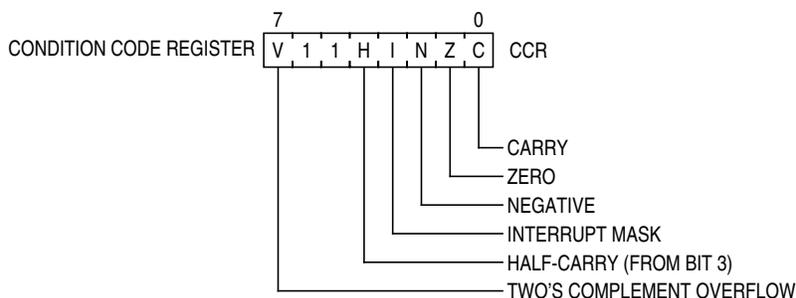 7 0
CONDITION CODE REGISTER V 1 1 H I N Z C CCR
CARRY
ZERO
NEGATIVE
INTERRUPT MASK
HALF-CARRY (FROM BIT 3)
TWO'S COMPLEMENT OVERFLOW